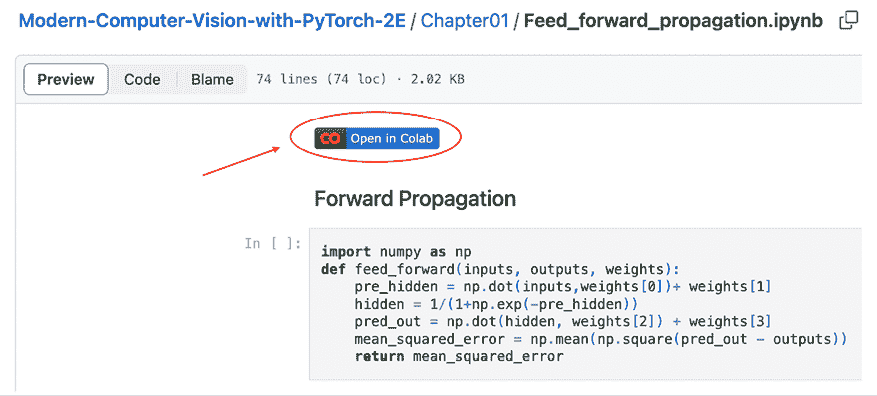 Modern-Computer-Vision-with-PyTorch-2E / Chapter01 / Feed_forward_propagation.ipynb
Preview Code Blame 74 lines (74 loc) · 2.02 KB
CO Open in Colab
Forward Propagation
In [ ]:
import numpy as np
def feed_forward(inputs, outputs, weights):
    pre_hidden = np.dot(inputs,weights[0])+ weights[1]
    hidden = 1/(1+np.exp(-pre_hidden))
    pred_out = np.dot(hidden, weights[2]) + weights[3]
    mean_squared_error = np.mean(np.square(pred_out - outputs))
    return mean_squared_error